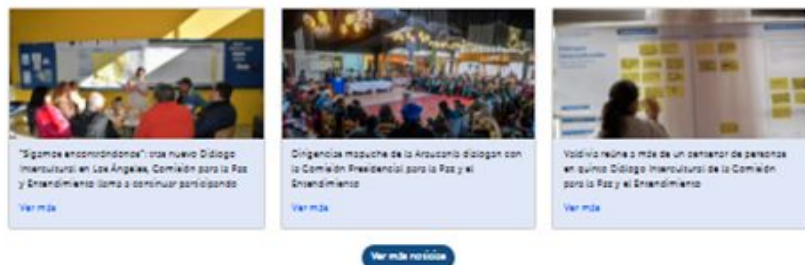 "Sigamos encontrándonos": tras nuevo Diálogo
Intercultural en Los Ángeles, Comisión para la Paz
y Entendimiento llama a continuar participando
Ver más
Dirigencias mapuche de la Araucanía dialogan con
la Comisión Presidencial para la Paz y el
Entendimiento
Ver más
Valdivia reúne a más de un centenar de personas
en quinto Diálogo Intercultural de la Comisión
para la Paz y el Entendimiento
Ver más
Ver más noticias